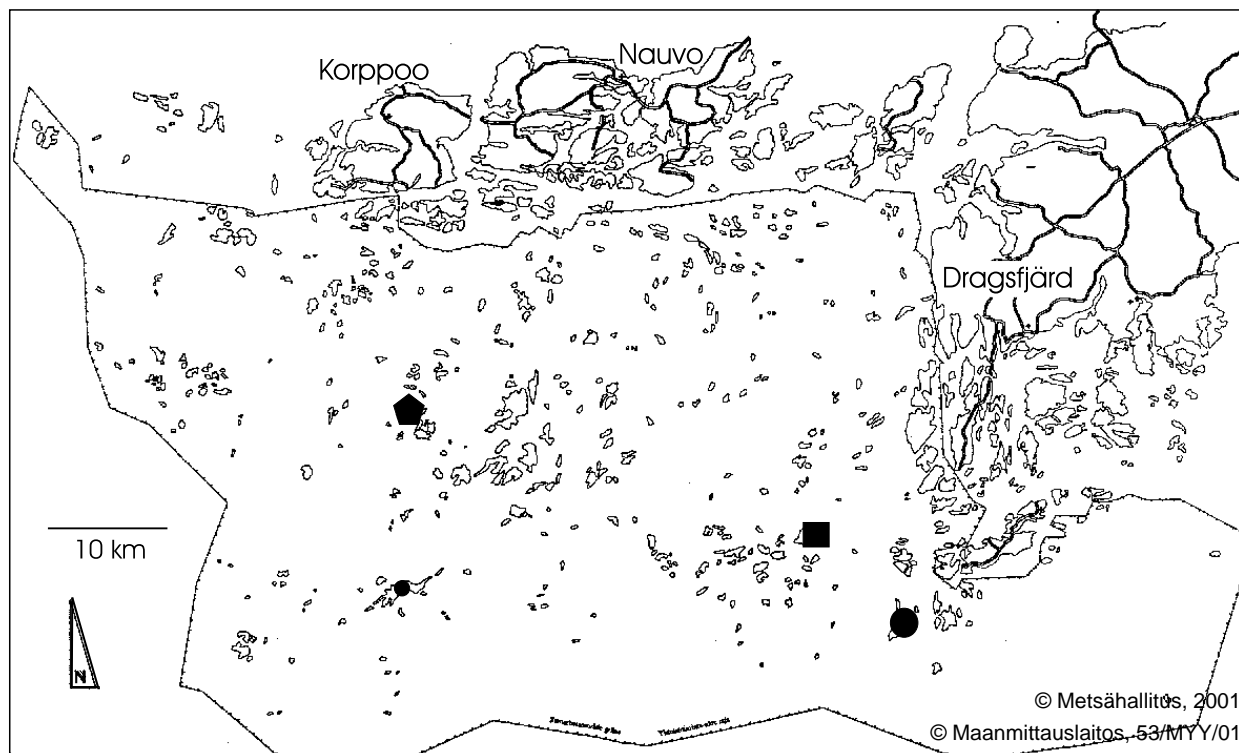 Nauvo
Korppoo
Dragsfjärd
10 km
N
© Metsähallitus, 2001
© Maanmittauslaitos, 53/MYY/01